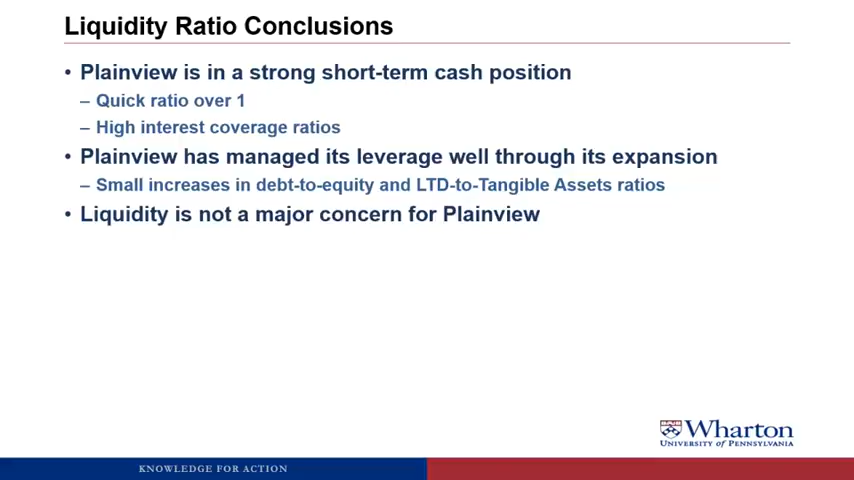 Liquidity Ratio Conclusions
• Plainview is in a strong short-term cash position
– Quick ratio over 1
– High interest coverage ratios
• Plainview has managed its leverage well through its expansion
– Small increases in debt-to-equity and LTD-to-Tangible Assets ratios
• Liquidity is not a major concern for Plainview
Wharton
UNIVERSITY OF PENNSYLVANIA
KNOWLEDGE FOR ACTION